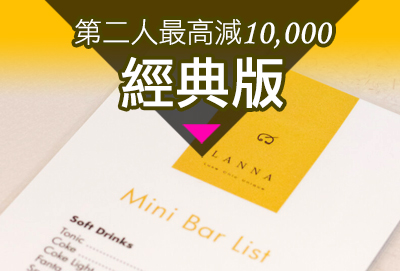 第二人最高減10,000
經典版
LANNA
Mini Bar List
Soft Drinks
Tonic
Coke
Coke Light
Fanta